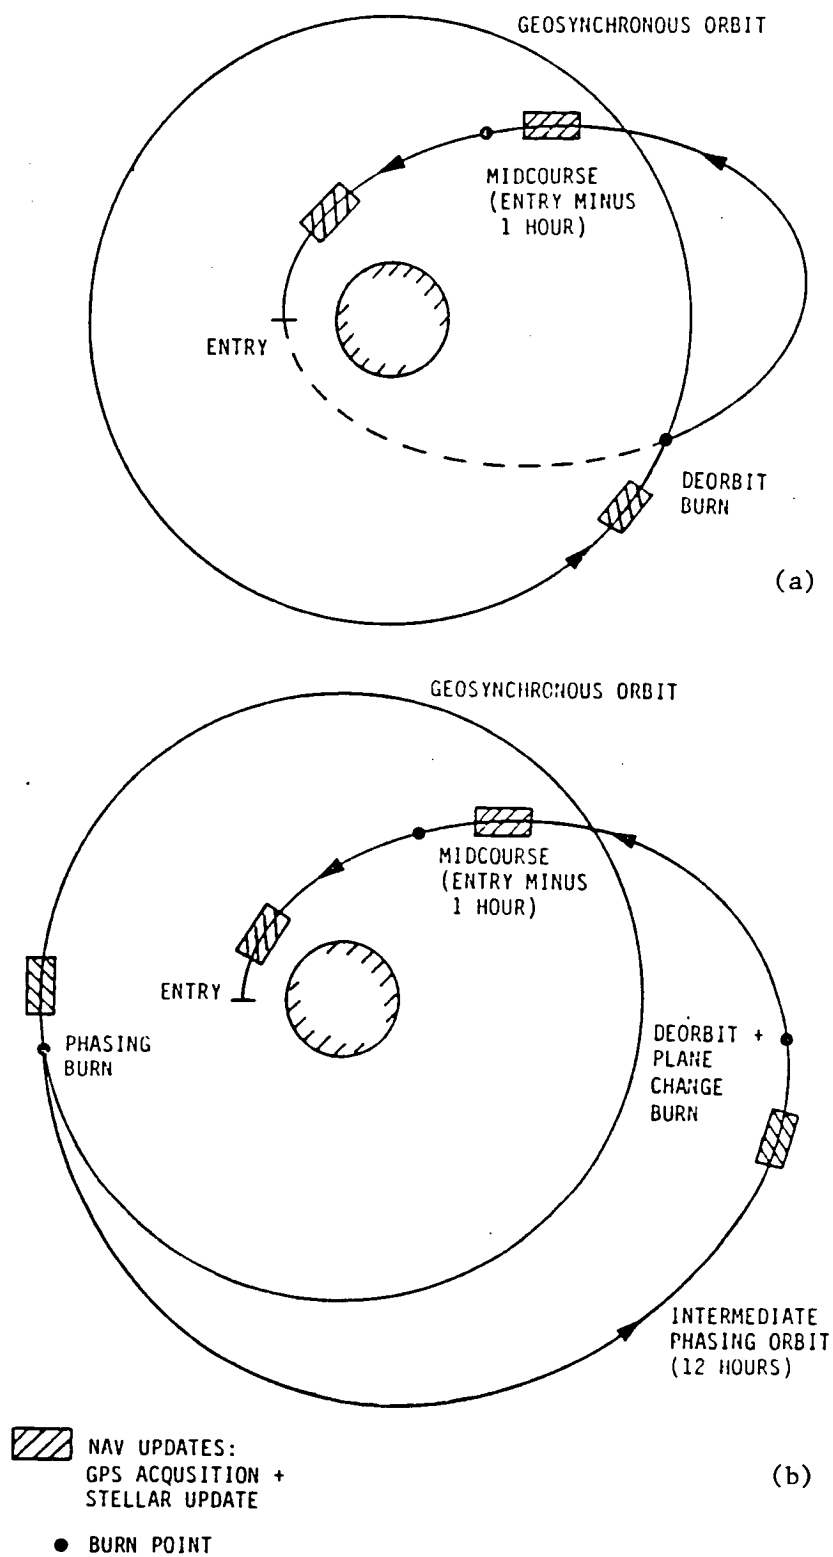 GEOSYNCHRONOUS ORBIT
MIDCOURSE
(ENTRY MINUS
1 HOUR)
ENTRY
DEORBIT
BURN
(a)
GEOSYNCHRONOUS ORBIT
MIDCOURSE
(ENTRY MINUS
1 HOUR)
ENTRY
PHASING
BURN
DEORBIT +
PLANE
CHANGE
BURN
INTERMEDIATE
PHASING ORBIT
(12 HOURS)
NAV UPDATES:
GPS ACQUSITION +
STELLAR UPDATE
(b)
BURN POINT